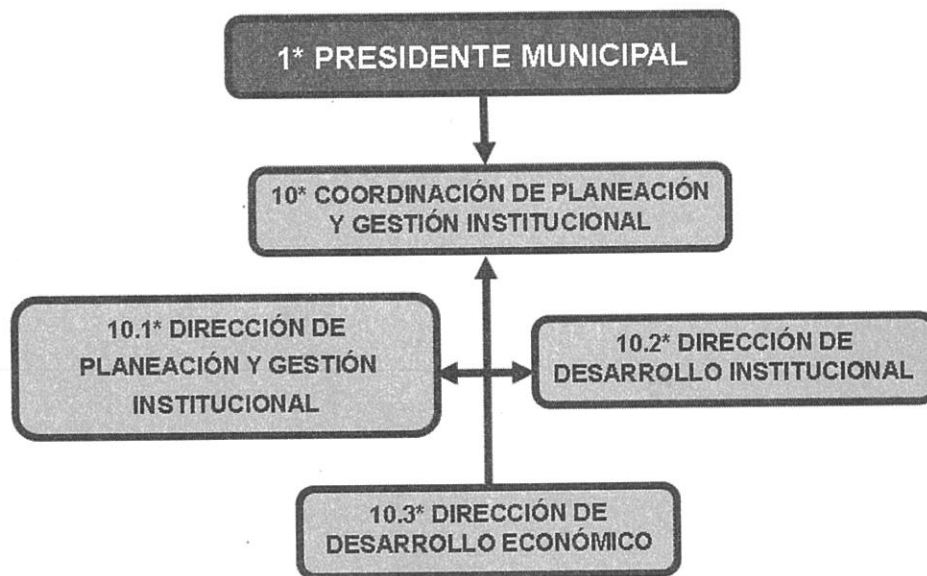 1* PRESIDENTE MUNICIPAL
10* COORDINACIÓN DE PLANEACIÓN
Y GESTIÓN INSTITUCIONAL
10.1* DIRECCIÓN DE
PLANEACIÓN Y GESTIÓN
INSTITUCIONAL
10.2* DIRECCIÓN DE
DESARROLLO INSTITUCIONAL
10.3* DIRECCIÓN DE
DESARROLLO ECONÓMICO